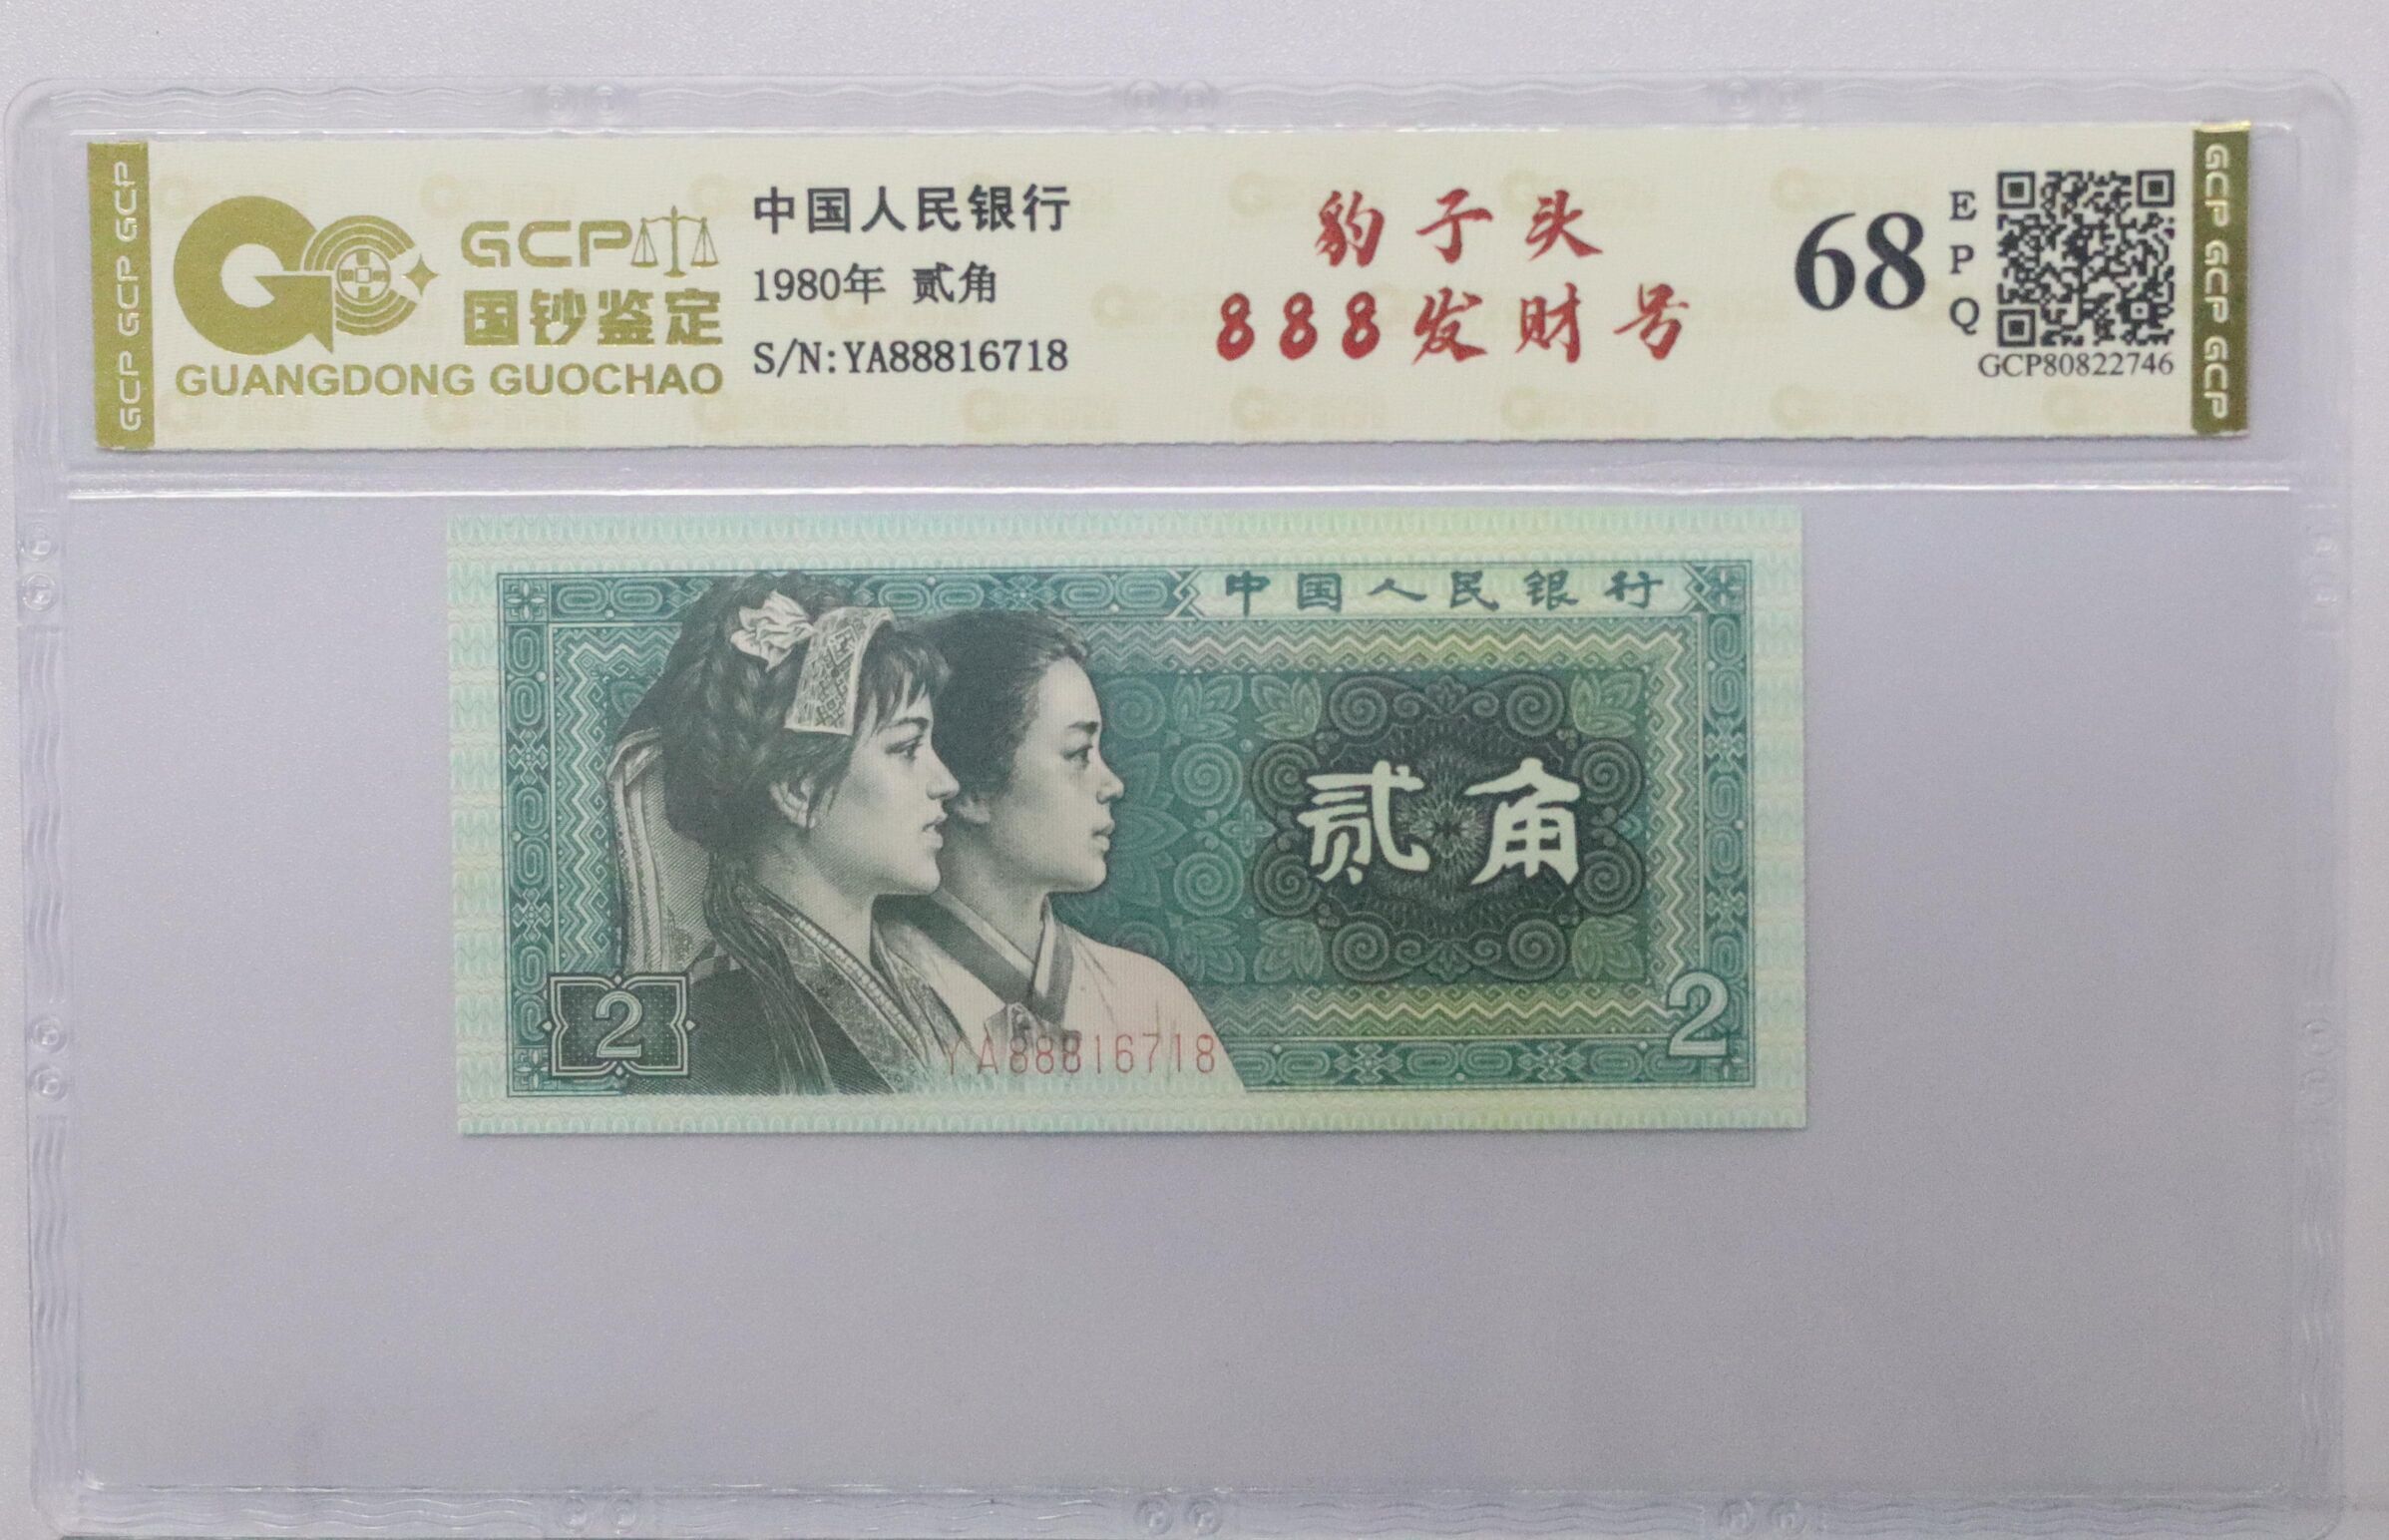 GCP GCP GCP
GCP
国钞鉴定
GUANGDONG GUOCHAO
中国人民银行
1980年 贰角
S/N:YA88816718
豹子头
888发财号
68
EPQ
GCP80822746
GCP GCP GCP
中国人民银行
贰角
2
YA88816718
2